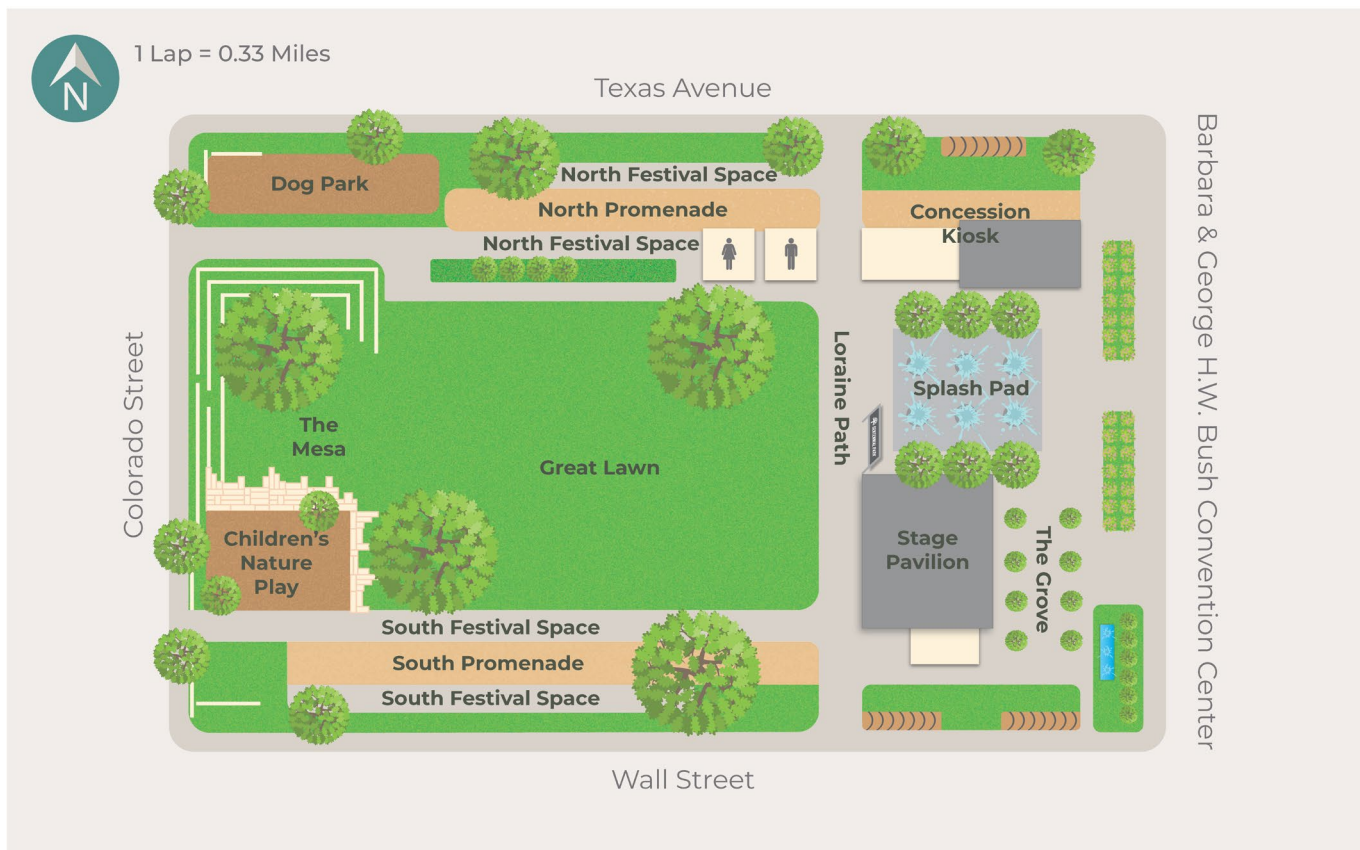 1 Lap = 0.33 Miles
N
Texas Avenue
Dog Park
North Festival Space
North Promenade
North Festival Space
Concession
Kiosk
Barbara & George H.W. Bush Convention Center
Colorado Street
Loraine Path
Splash Pad
The
Mesa
Great Lawn
Children's
Nature
Play
Stage
Pavilion
The Grove
South Festival Space
South Promenade
South Festival Space
Wall Street